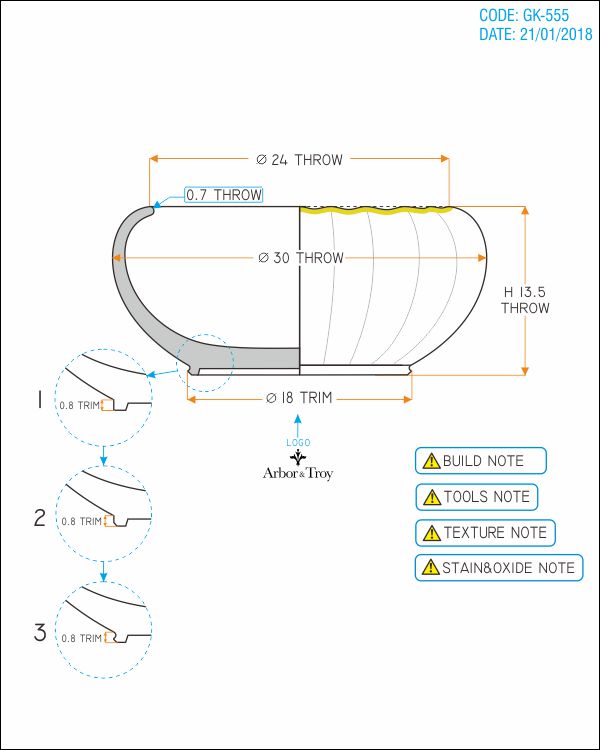 CODE: GK-555
DATE: 21/01/2018
Ø 24 THROW
0.7 THROW
Ø 30 THROW
H 13.5
THROW
Ø 18 TRIM
1
0.8 TRIM
LOGO
Arbor & Troy
BUILD NOTE
TOOLS NOTE
2
0.8 TRIM
TEXTURE NOTE
STAIN&OXIDE NOTE
3
0.8 TRIM